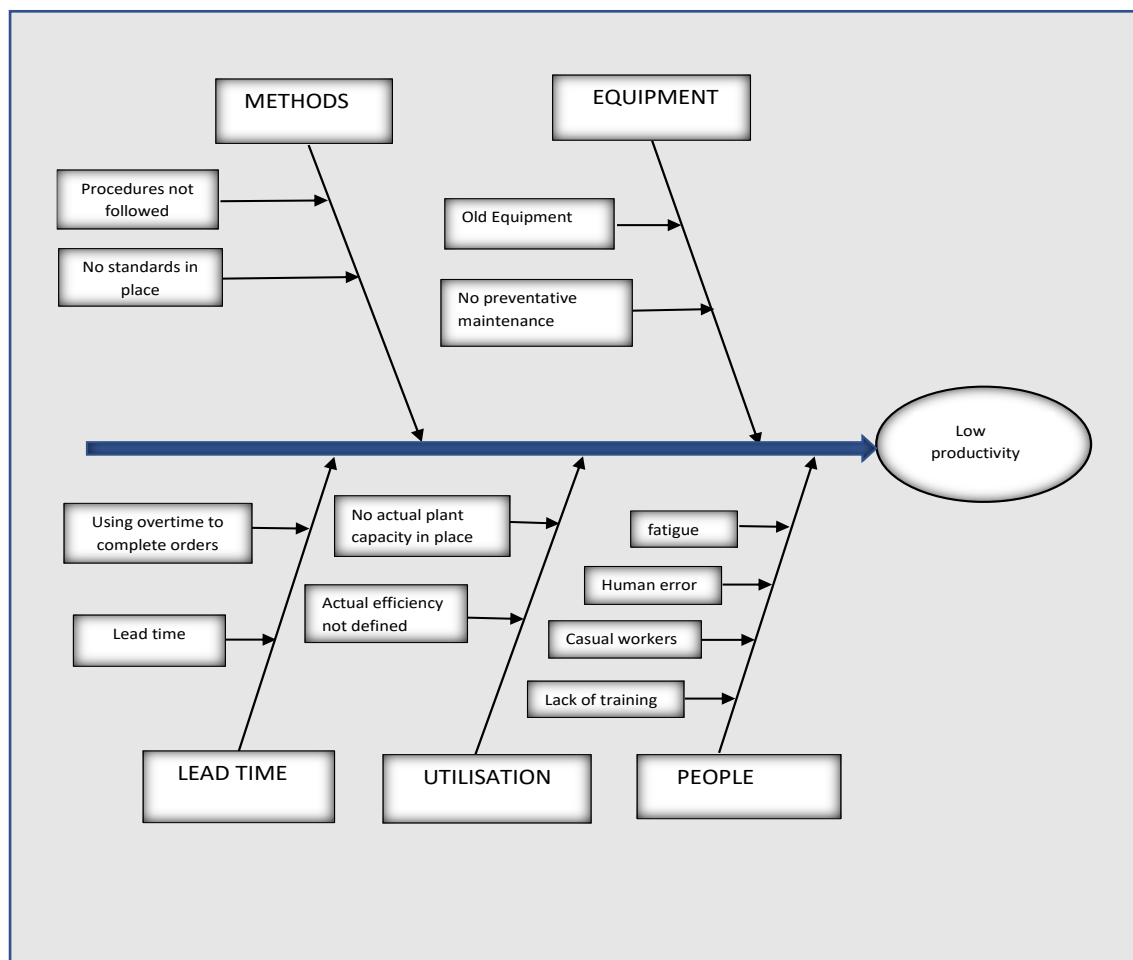 METHODS
EQUIPMENT
Procedures not
followed
Old Equipment
No standards in
place
No preventative
maintenance
Low
productivity
Using overtime to
complete orders
No actual plant
capacity in place
fatigue
Human error
Actual efficiency
not defined
Lead time
Casual workers
Lack of training
LEAD TIME
UTILISATION
PEOPLE